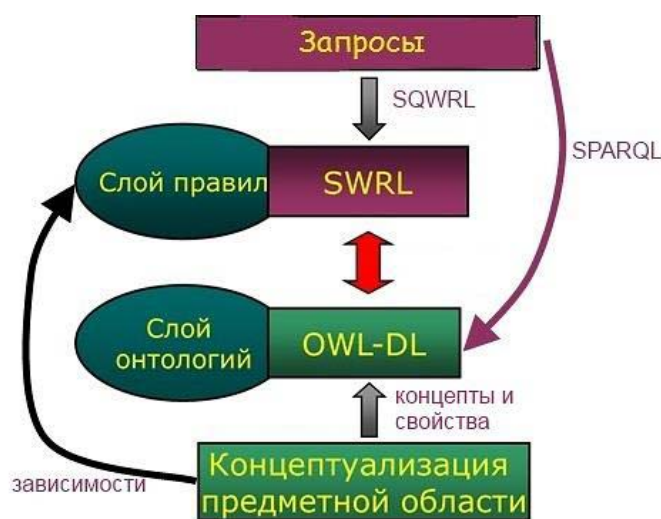 Запросы
SQWRL
SPARQL
Слой правил
SWRL
Слой
онтологий
OWL-DL
концепты и
свойства
зависимости
Концептуализация
предметной области